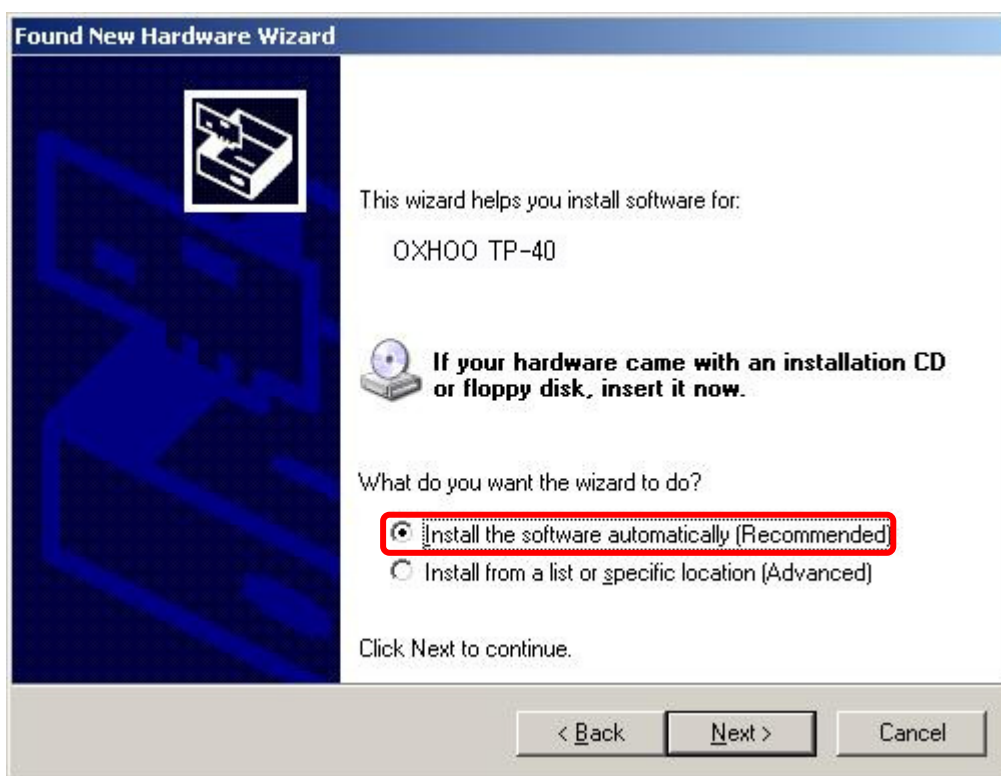 Found New Hardware Wizard
This wizard helps you install software for:
OXHOO TP-40
If your hardware came with an installation CD
or floppy disk, insert it now.
What do you want the wizard to do?
Install the software automatically (Recommended)
Install from a list or specific location (Advanced)
Click Next to continue.
< Back Next > Cancel